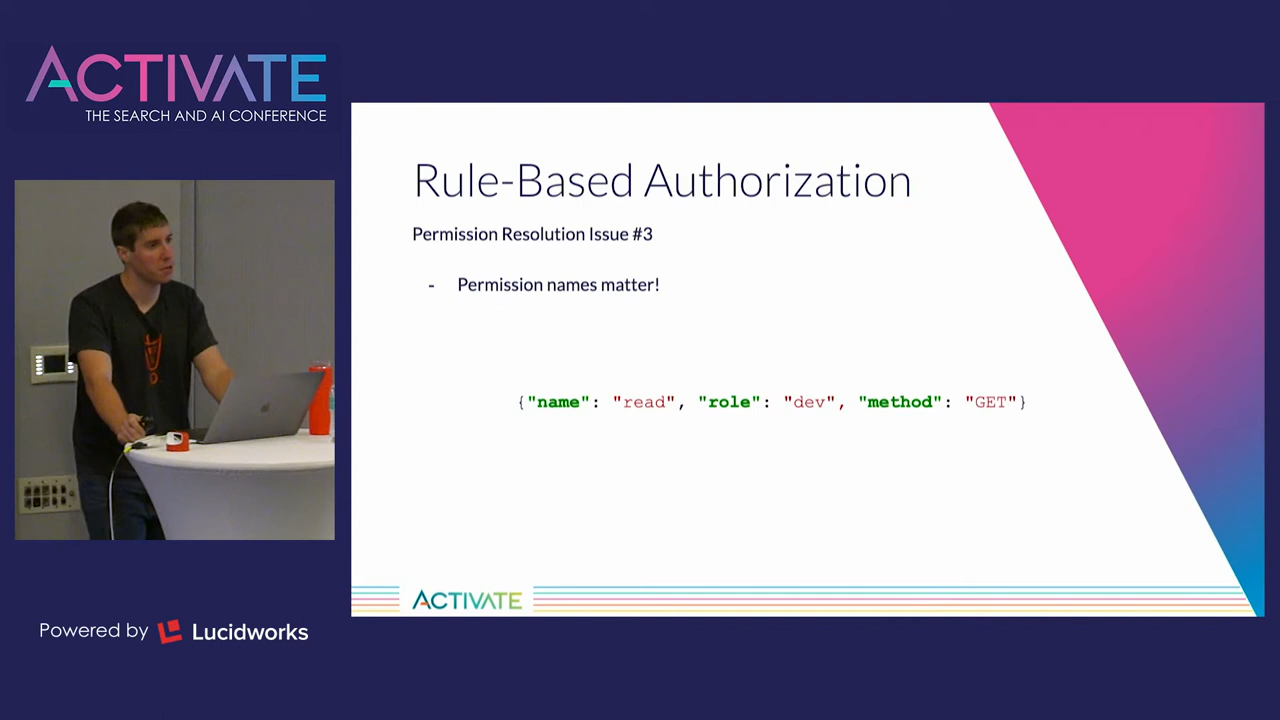 ACTIVATE
THE SEARCH AND AI CONFERENCE
Rule-Based Authorization
Permission Resolution Issue #3
- Permission names matter!
{"name": "read", "role": "dev", "method": "GET"}
ACTIVATE
Powered by Lucidworks